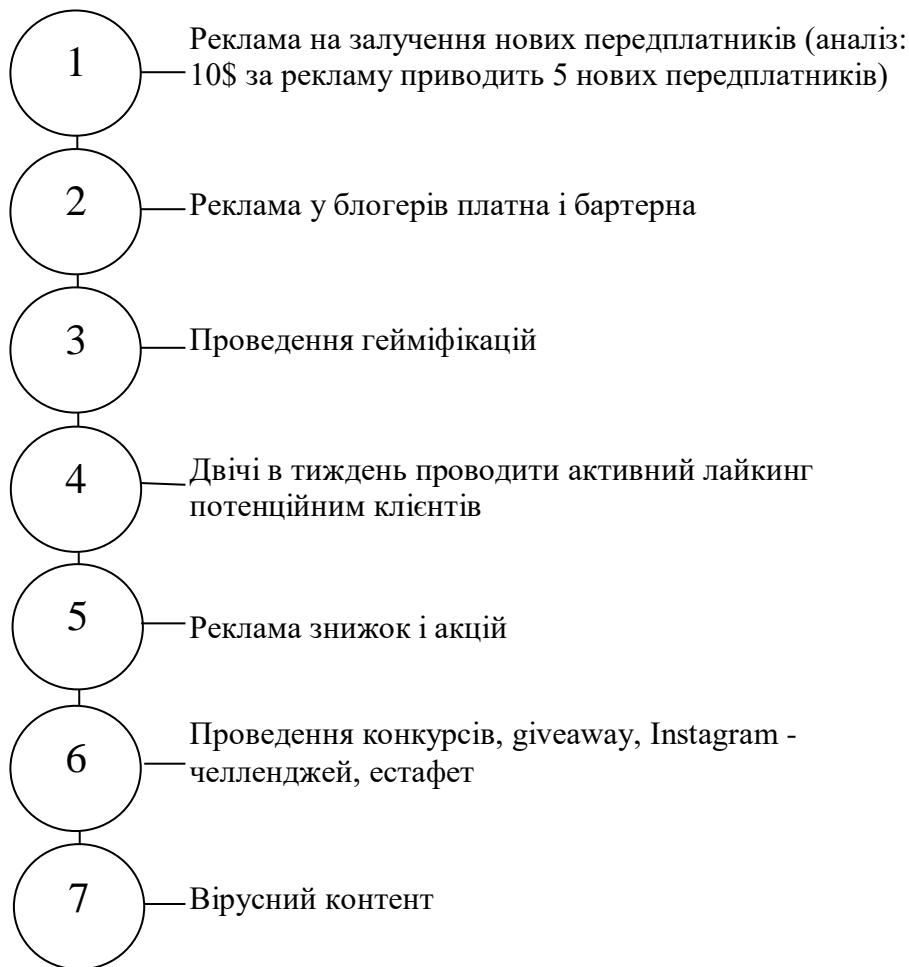 1
Реклама на залучення нових передплатників (аналіз:
10$ за рекламу приводить 5 нових передплатників)
2
Реклама у блогерів платна і бартерна
3
Проведення гейміфікацій
4
Двічі в тиждень проводити активний лайкинг
потенційним клієнтів
5
Реклама знижок і акцій
6
Проведення конкурсів, giveaway, Instagram -
челленджей, естафет
7
Вірусний контент